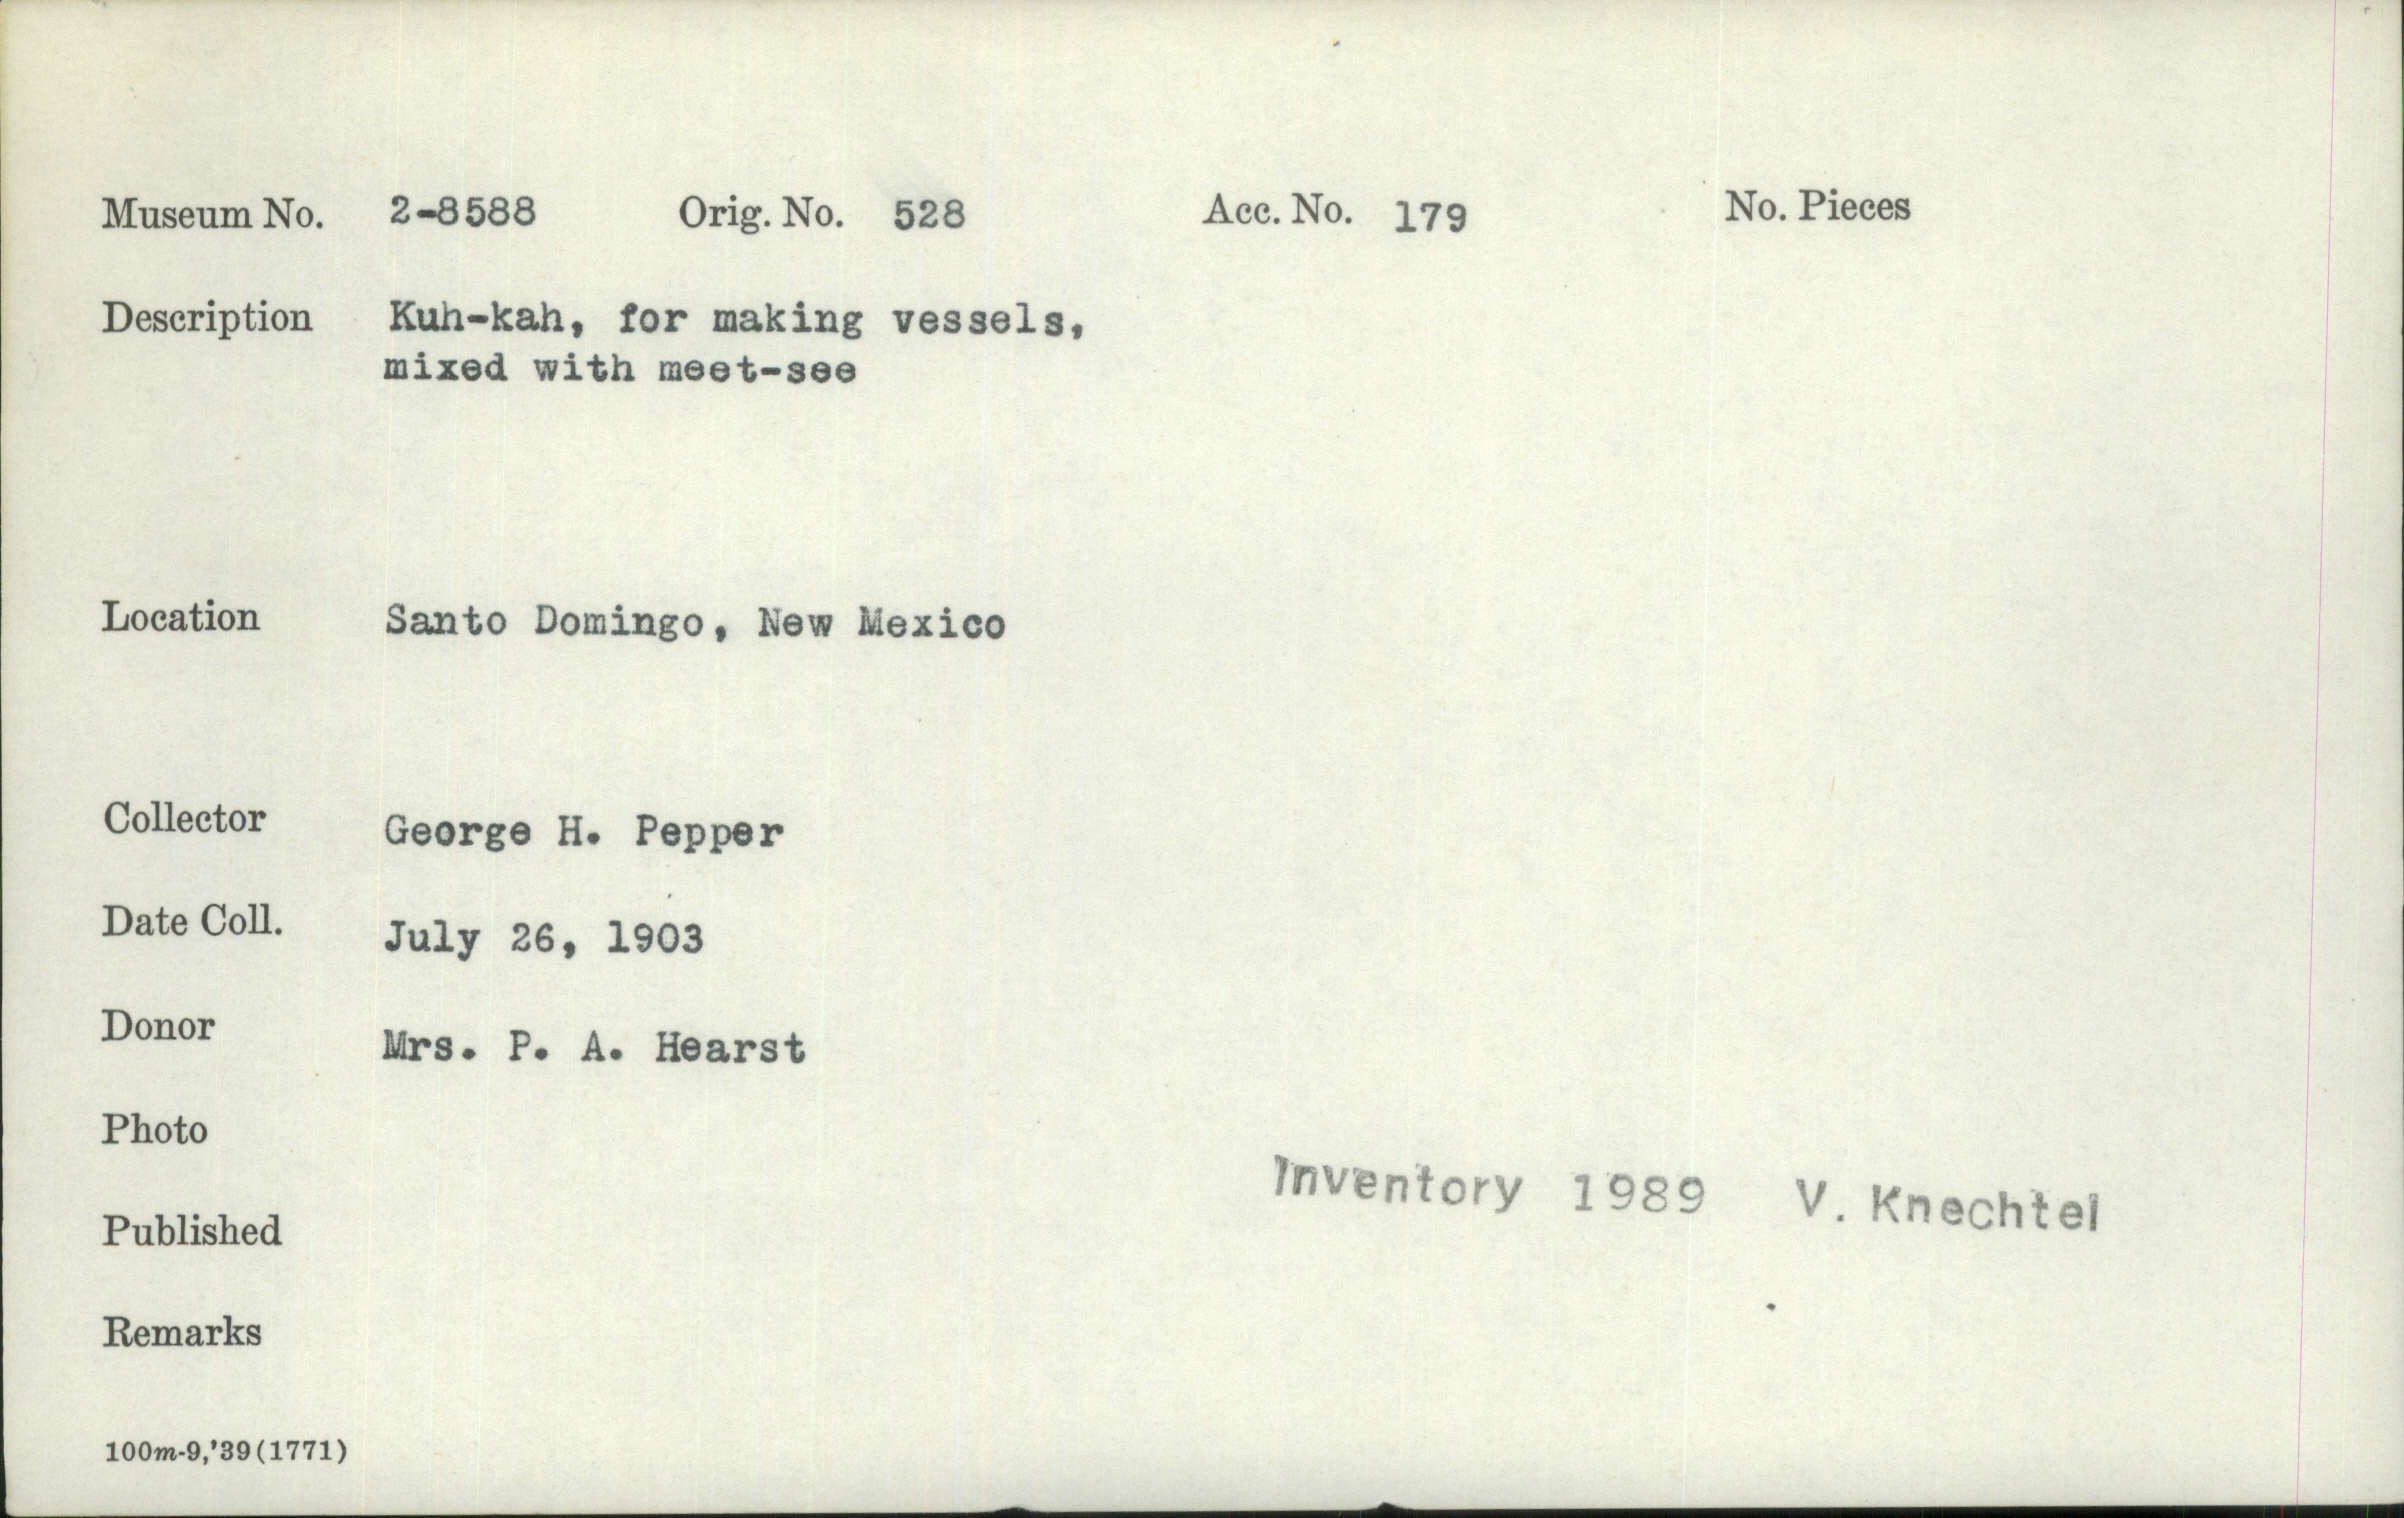 Museum No. 2-8588 Orig. No. 528 Acc. No. 179 No. Pieces
Description Kuh-kah, for making vessels,
mixed with meet-see
Location Santo Domingo, New Mexico
Collector George H. Pepper
Date Coll. July 26, 1903
Donor Mrs. P. A. Hearst
Photo
Inventory 1989 V. Knechtel
Published
Remarks
100m-9,'39(1771)